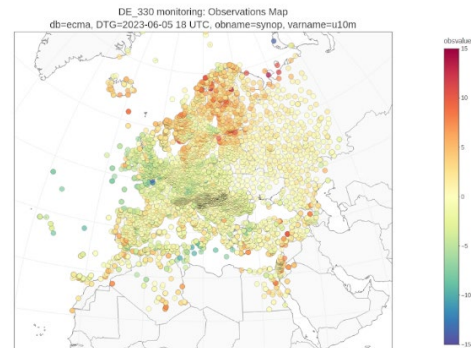 DE_330 monitoring: Observations Map
db=ecma, DTG=2023-06-05 18 UTC, obname=synop, varname=u10m
obsvalue
15
10
5
0
−5
−10
−15